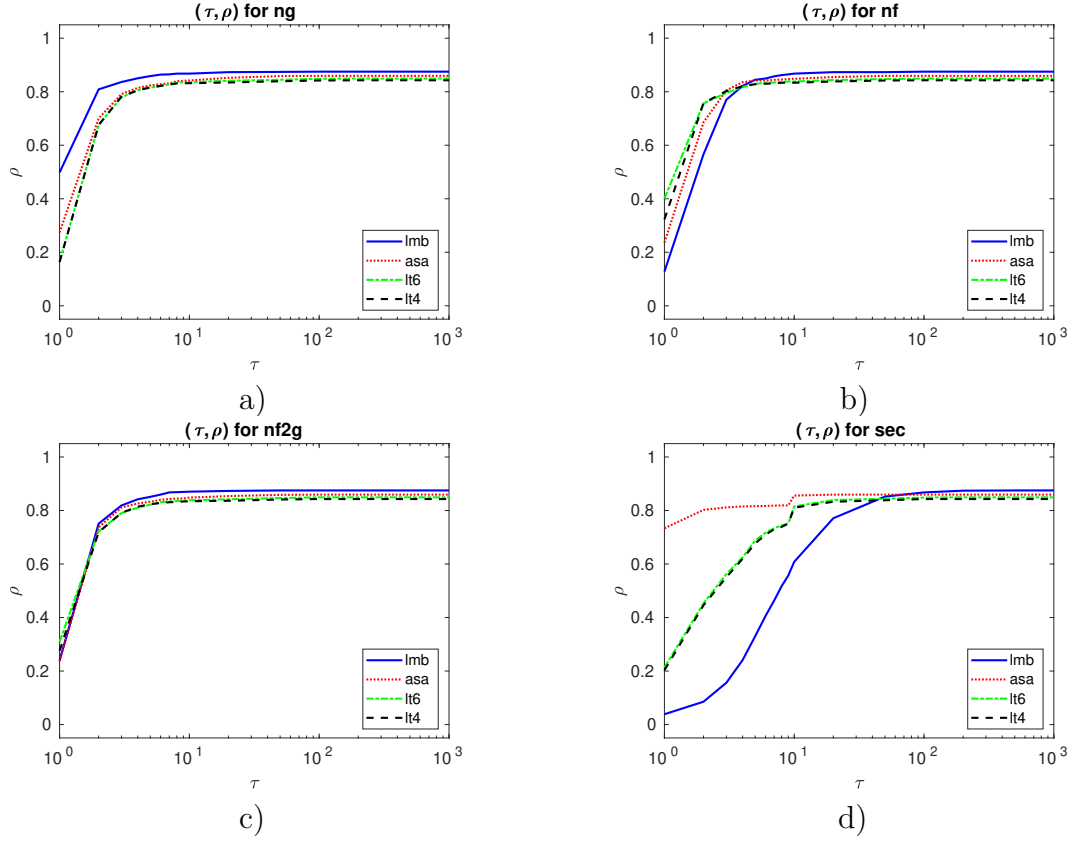 (τ, ρ) for ng
1
0.8
0.6
0.4
0.2
0
ρ
10^0
10^1
10^2
10^3
τ
lmb
asa
lt6
lt4
a)
(τ, ρ) for nf
1
0.8
0.6
0.4
0.2
0
ρ
10^0
10^1
10^2
10^3
τ
lmb
asa
lt6
lt4
b)
(τ, ρ) for nf2g
1
0.8
0.6
0.4
0.2
0
ρ
10^0
10^1
10^2
10^3
τ
lmb
asa
lt6
lt4
c)
(τ, ρ) for sec
1
0.8
0.6
0.4
0.2
0
ρ
10^0
10^1
10^2
10^3
τ
lmb
asa
lt6
lt4
d)